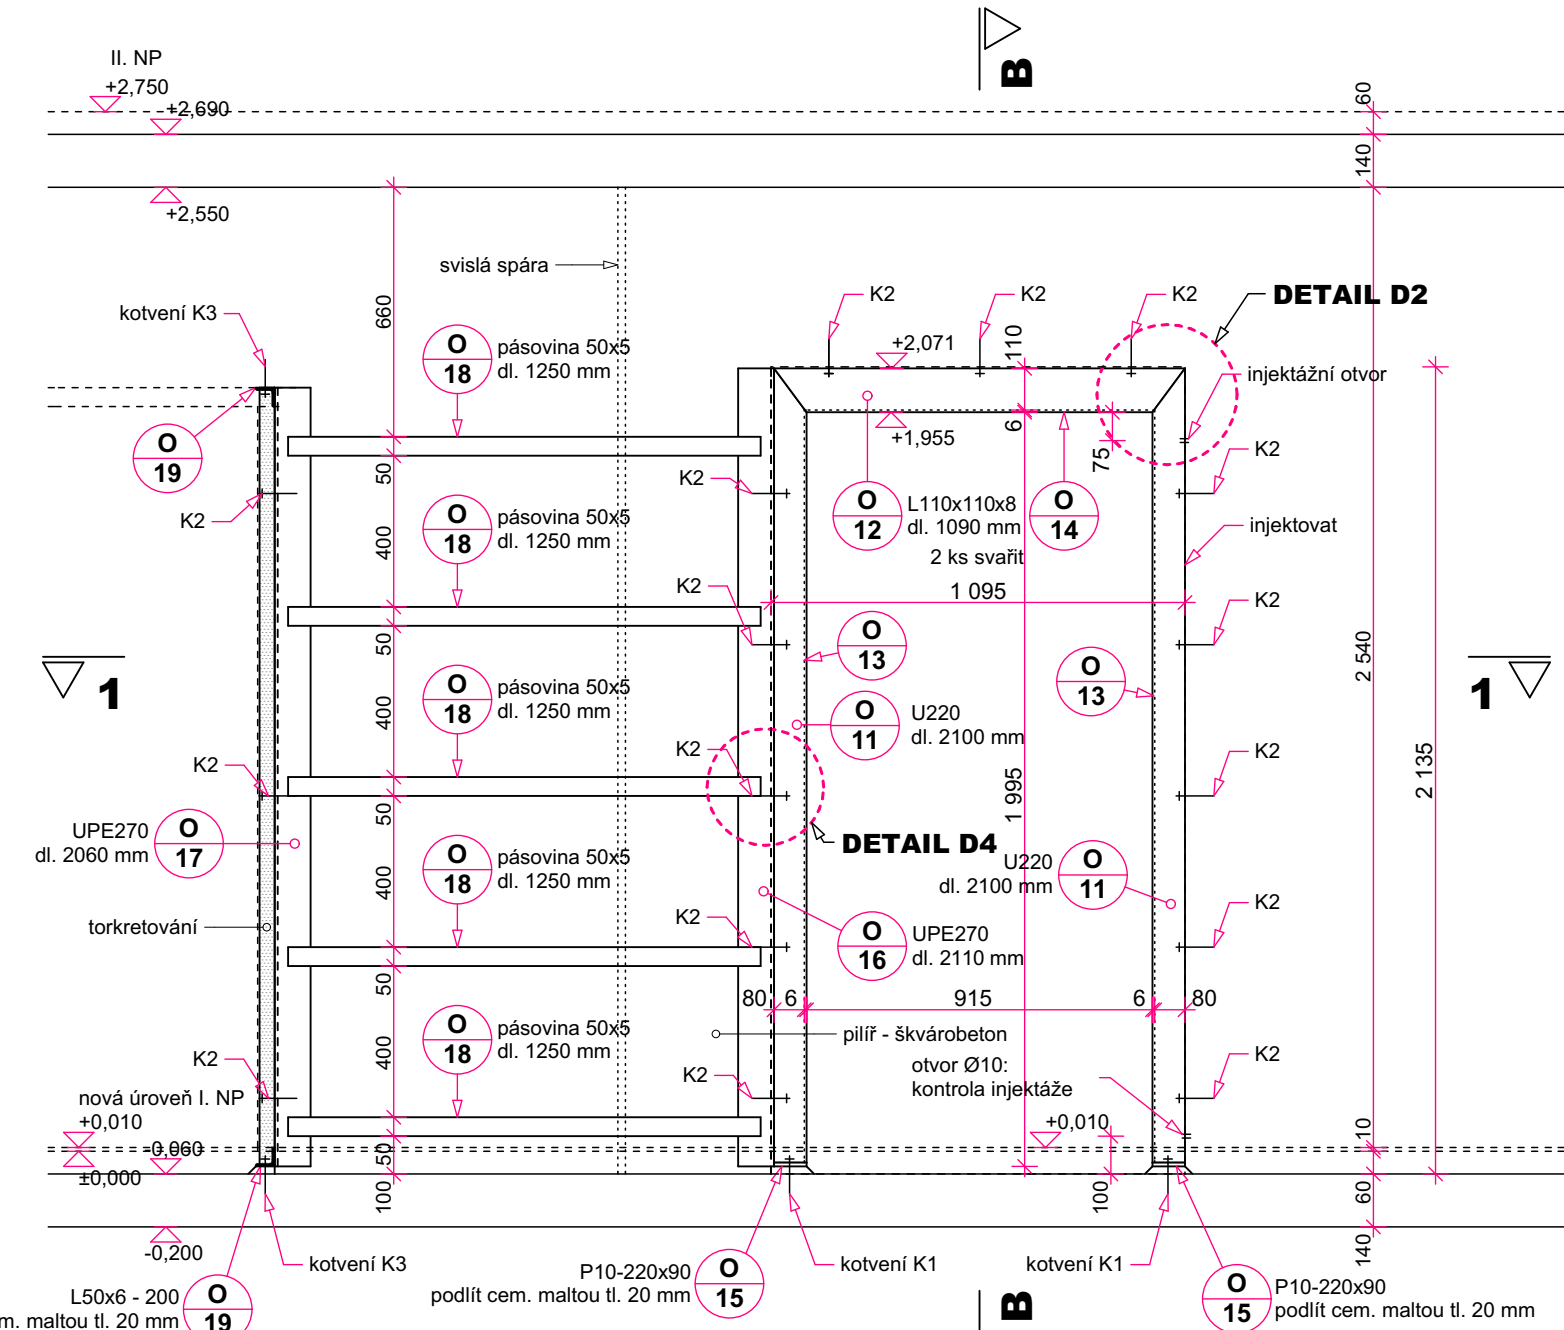 II. NP
+2,750
+2,690
B
60
140
+2,550
svislá spára
kotvení K3
660
O
18
pásovina 50x5
dl. 1250 mm
K2
K2
K2
DETAIL D2
+2,071
110
injektážní otvor
O
19
+1,955
6
75
K2
50
K2
K2
O
18
pásovina 50x5
dl. 1250 mm
400
O
12
L110x110x8
dl. 1090 mm
2 ks svařit
O
14
injektovat
K2
1 095
K2
50
O
13
2 540
1
O
18
pásovina 50x5
dl. 1250 mm
400
O
11
U220
dl. 2100 mm
O
13
1
K2
K2
K2
2 135
50
1 995
UPE270
dl. 2060 mm
O
17
DETAIL D4
O
18
pásovina 50x5
dl. 1250 mm
400
U220
dl. 2100 mm
O
11
torkretování
K2
O
16
UPE270
dl. 2110 mm
K2
50
80
6
915
6
80
O
18
pásovina 50x5
dl. 1250 mm
400
pilíř - škvárobeton
K2
K2
otvor Ø10:
kontrola injektáže
K2
nová úroveň I. NP
+0,010
+0,010
10
-0,060
±0,000
50
100
100
60
-0,200
140
kotvení K3
kotvení K1
kotvení K1
L50x6 - 200
m. maltou tl. 20 mm
O
19
P10-220x90
podlít cem. maltou tl. 20 mm
O
15
B
O
15
P10-220x90
podlít cem. maltou tl. 20 mm